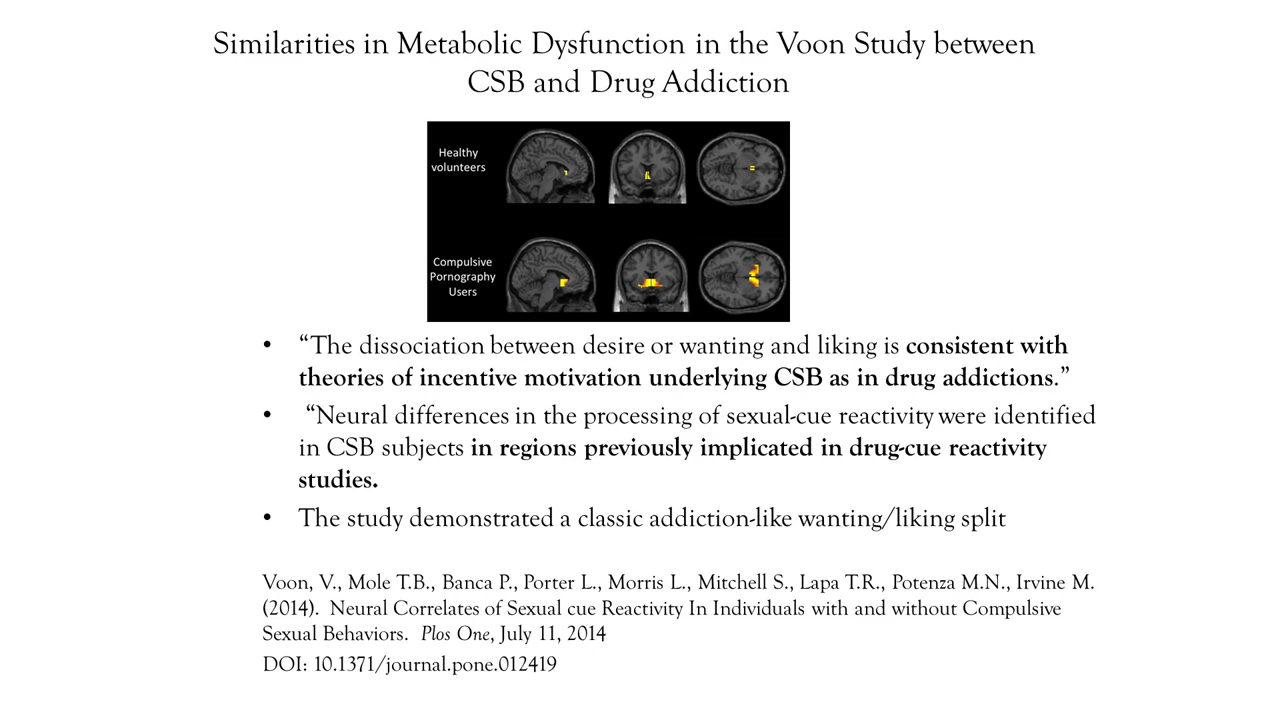 Similarities in Metabolic Dysfunction in the Voon Study between
CSB and Drug Addiction
Healthy
volunteers
Compulsive
Pornography
Users
• “The dissociation between desire or wanting and liking is consistent with
theories of incentive motivation underlying CSB as in drug addictions.”
• “Neural differences in the processing of sexual-cue reactivity were identified
in CSB subjects in regions previously implicated in drug-cue reactivity
studies.
• The study demonstrated a classic addiction-like wanting/liking split
Voon, V., Mole T.B., Banca P., Porter L., Morris L., Mitchell S., Lapa T.R., Potenza M.N., Irvine M.
(2014). Neural Correlates of Sexual cue Reactivity In Individuals with and without Compulsive
Sexual Behaviors. Plos One, July 11, 2014
DOI: 10.1371/journal.pone.012419